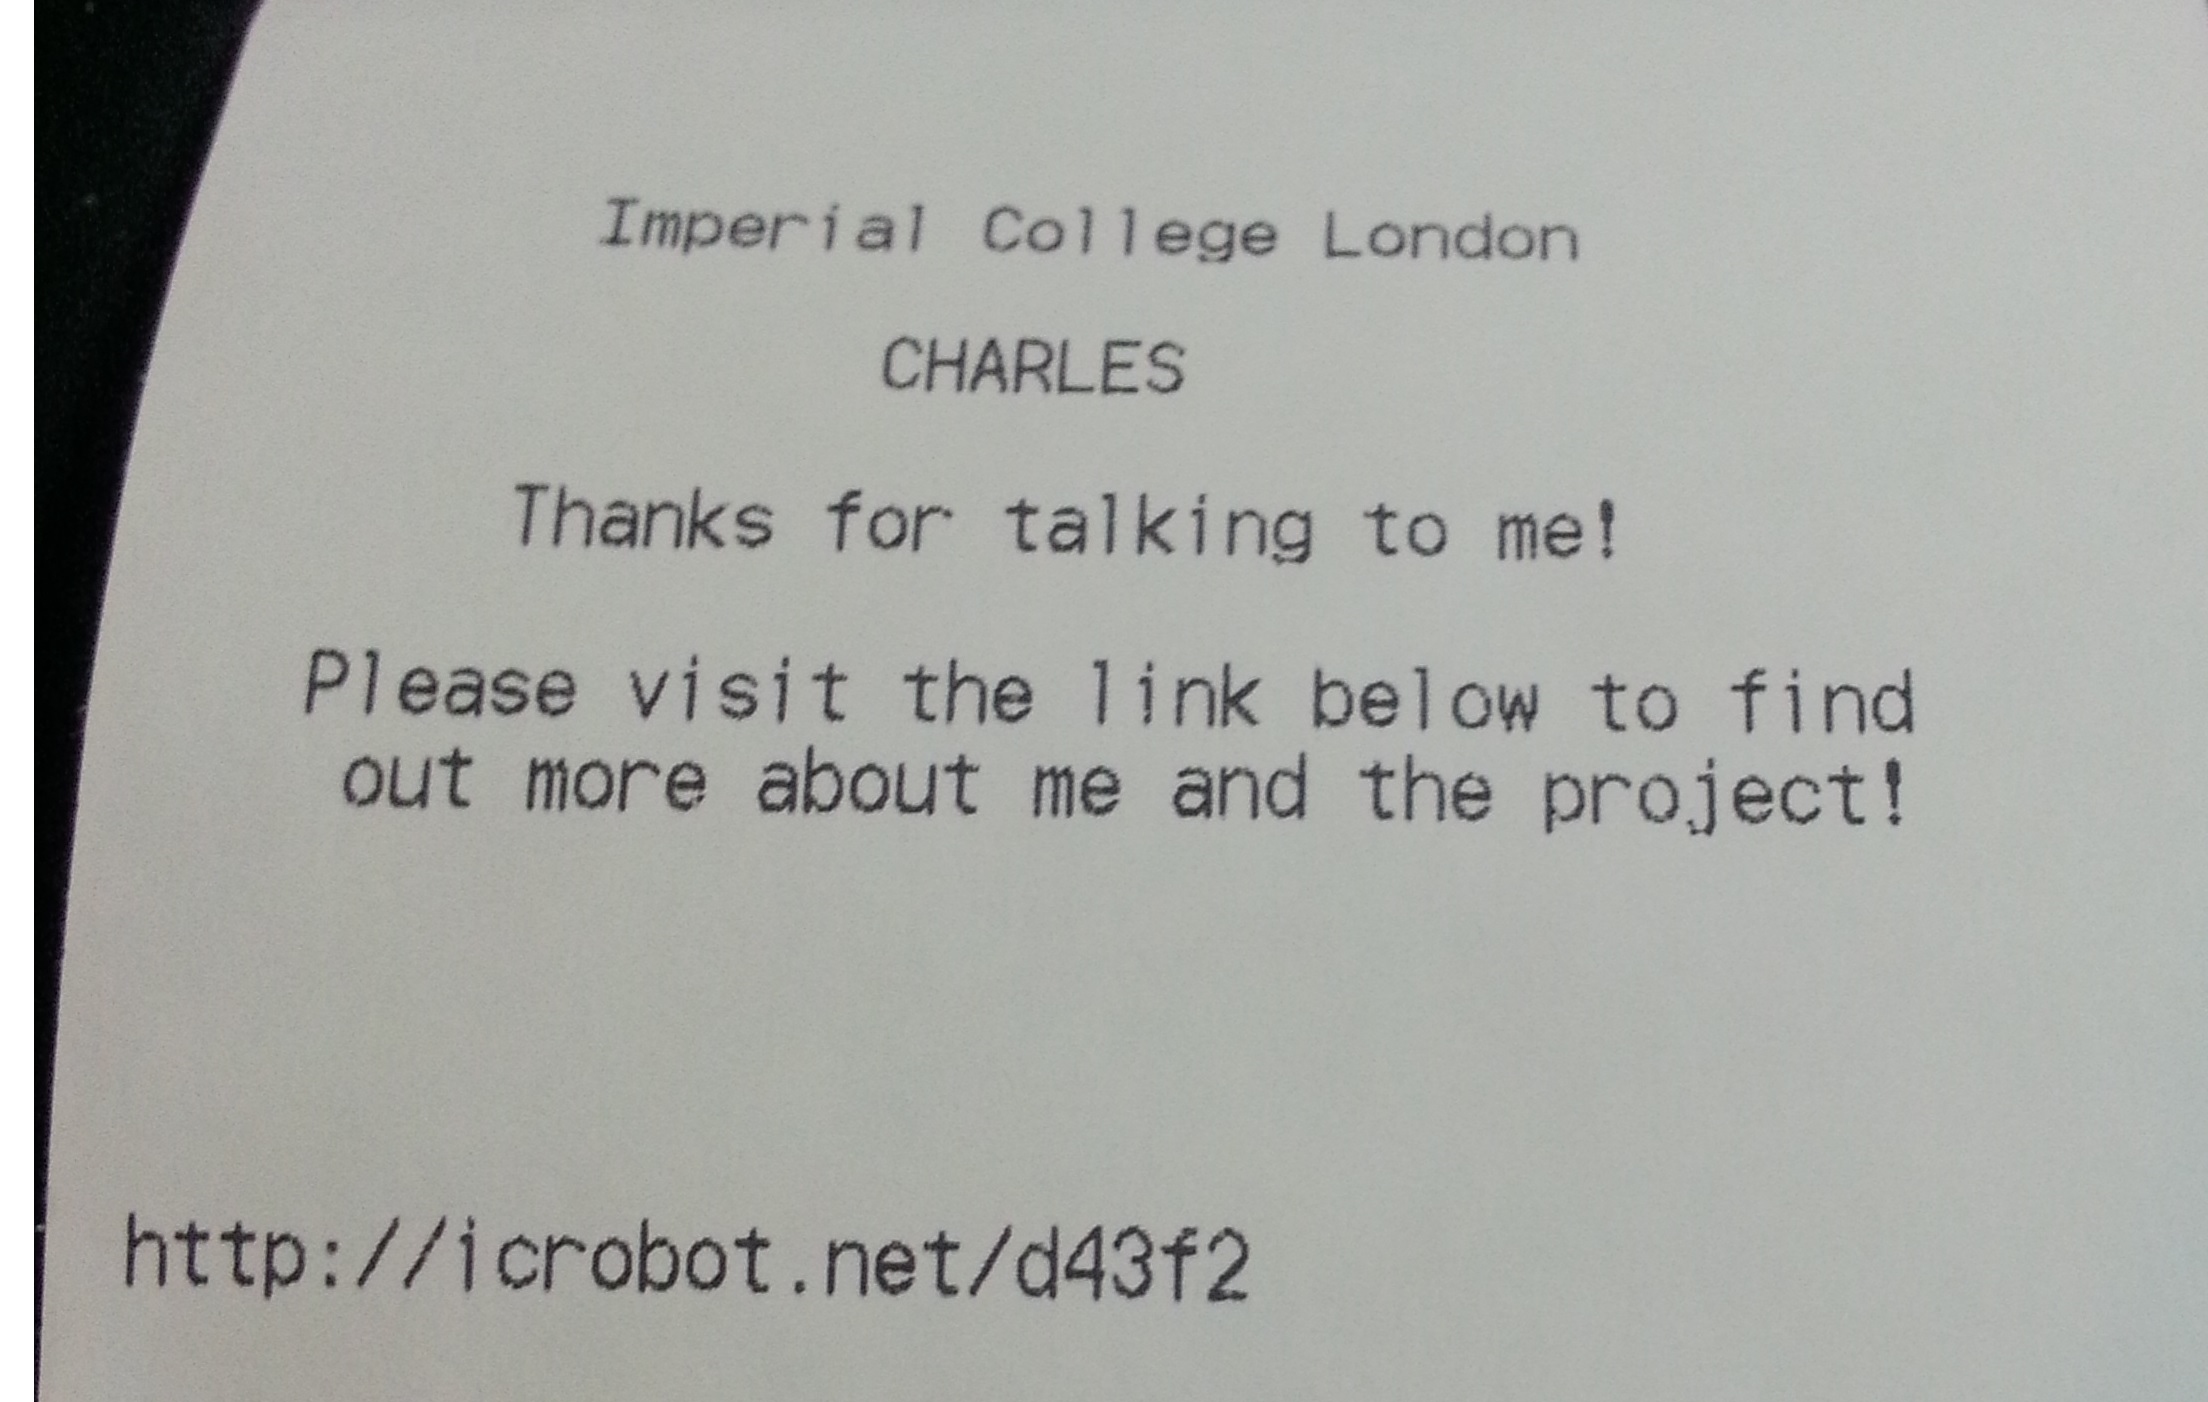 Imperial College London
CHARLES
Thanks for talking to me!
Please visit the link below to find
out more about me and the project!
http://icrobot.net/d43f2